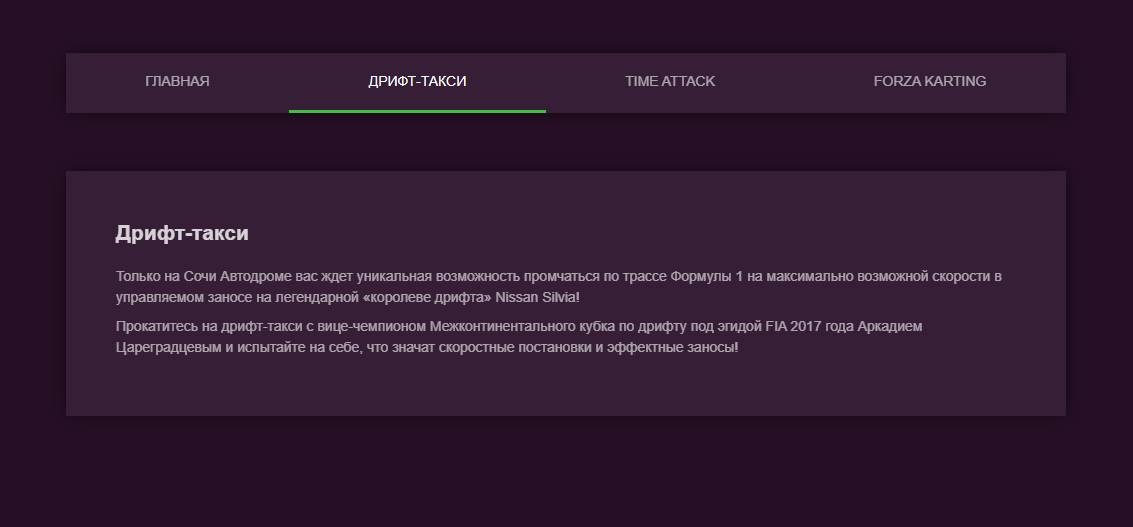 ГЛАВНАЯ
ДРИФТ-ТАКСИ
TIME ATTACK
FORZA KARTING
Дрифт-такси
Только на Сочи Автодроме вас ждет уникальная возможность промчаться по трассе Формулы 1 на максимально возможной скорости в
управляемом заносе на легендарной «королеве дрифта» Nissan Silvia!
Прокатитесь на дрифт-такси с вице-чемпионом Межконтинентального кубка по дрифту под эгидой FIA 2017 года Аркадием
Цареградцевым и испытайте на себе, что значат скоростные постановки и эффектные заносы!